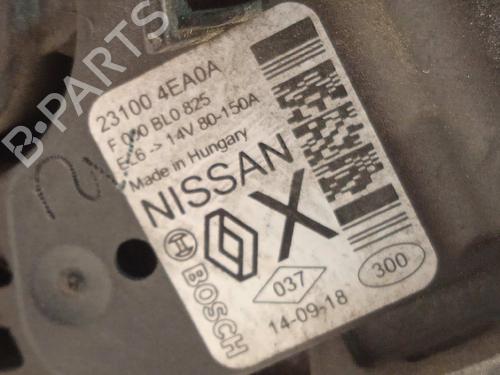 B-PARTS
23100 4EA0A
F 000 BL0 825
EL6 -> 14V 80-150A
Made in Hungary
NISSAN
X
BOSCH
037
300
14-09-18